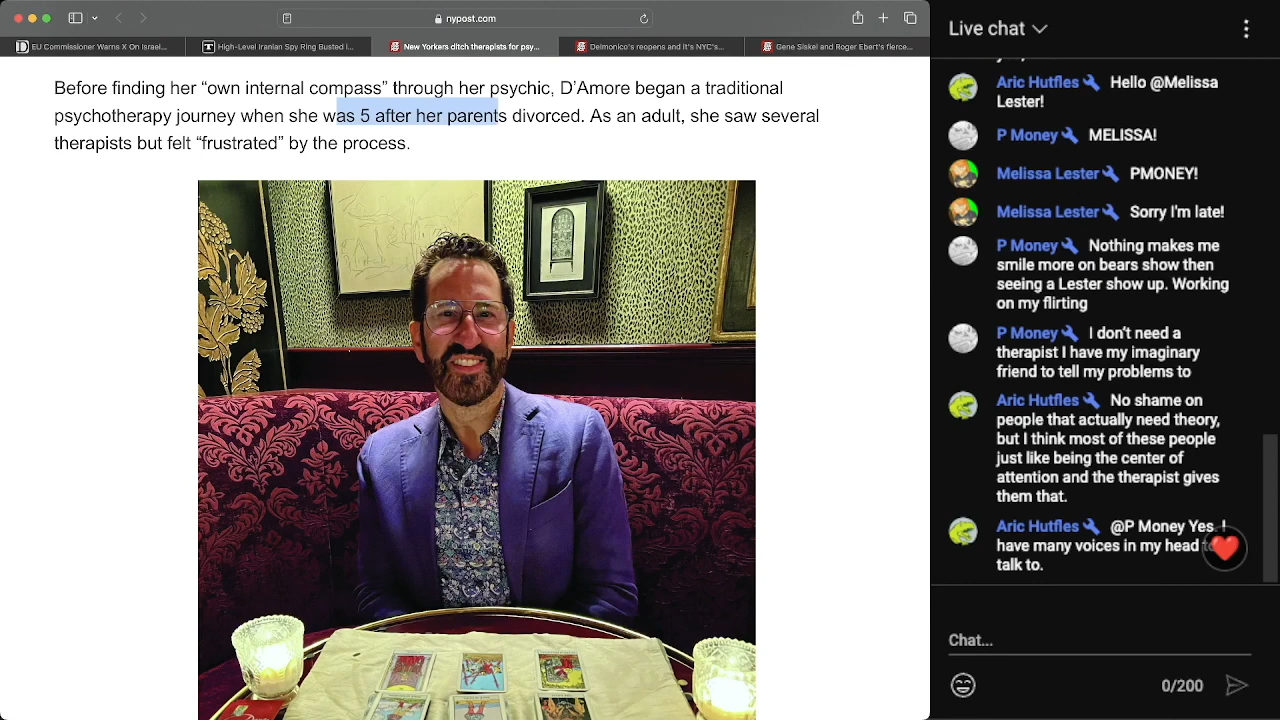 nypost.com
EU Commissioner Warns X On Israel...
High-Level Iranian Spy Ring Busted i...
New Yorkers ditch therapists for psy...
Delmonico's reopens and it's NYC's...
Gene Siskel and Roger Ebert's fierce...
Before finding her “own internal compass” through her psychic, D’Amore began a traditional
psychotherapy journey when she was 5 after her parents divorced. As an adult, she saw several
therapists but felt “frustrated” by the process.
Live chat
Aric Hutfles Hello @Melissa
Lester!
P Money MELISSA!
Melissa Lester PMONEY!
Melissa Lester Sorry I'm late!
P Money Nothing makes me
smile more on bears show then
seeing a Lester show up. Working
on my flirting
P Money I don't need a
therapist I have my imaginary
friend to tell my problems to
Aric Hutfles No shame on
people that actually need theory,
but I think most of these people
just like being the center of
attention and the therapist gives
them that.
Aric Hutfles @P Money Yes. I
have many voices in my head to
talk to.
Chat...
0/200